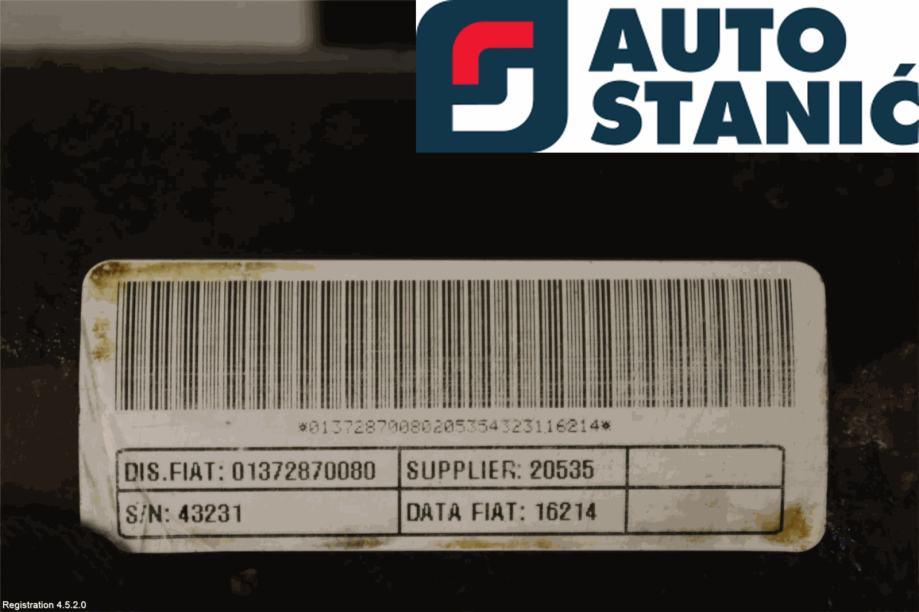 AUTO
STANIĆ
*01372870080205354323116214*
DIS.FIAT: 01372870080 SUPPLIER: 20535
S/N: 43231 DATA FIAT: 16214
Registration 4.5.2.0